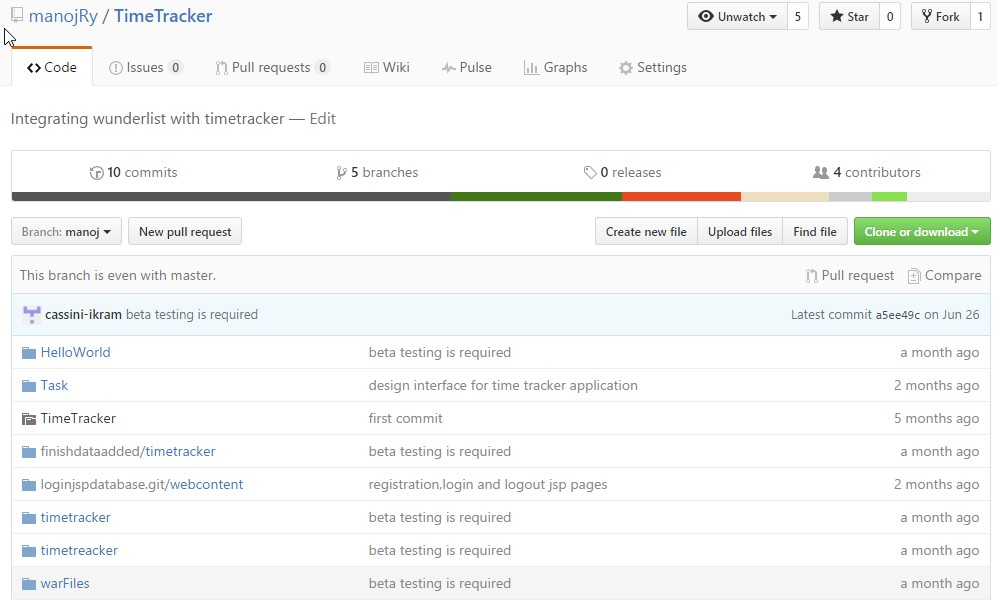 manojRy / TimeTracker Unwatch 5 Star 0 Fork 1
Code Issues 0 Pull requests 0 Wiki Pulse Graphs Settings
Integrating wunderlist with timetracker — Edit
10 commits 5 branches 0 releases 4 contributors
Branch: manoj New pull request Create new file Upload files Find file Clone or download
This branch is even with master. Pull request Compare
cassini-ikram beta testing is required Latest commit a5ee49c on Jun 26
HelloWorld beta testing is required a month ago
Task design interface for time tracker application 2 months ago
TimeTracker first commit 5 months ago
finishdataadded/timetracker beta testing is required a month ago
loginjspdatabase.git/webcontent registration,login and logout jsp pages 2 months ago
timetracker beta testing is required a month ago
timetreacker beta testing is required a month ago
warFiles beta testing is required a month ago